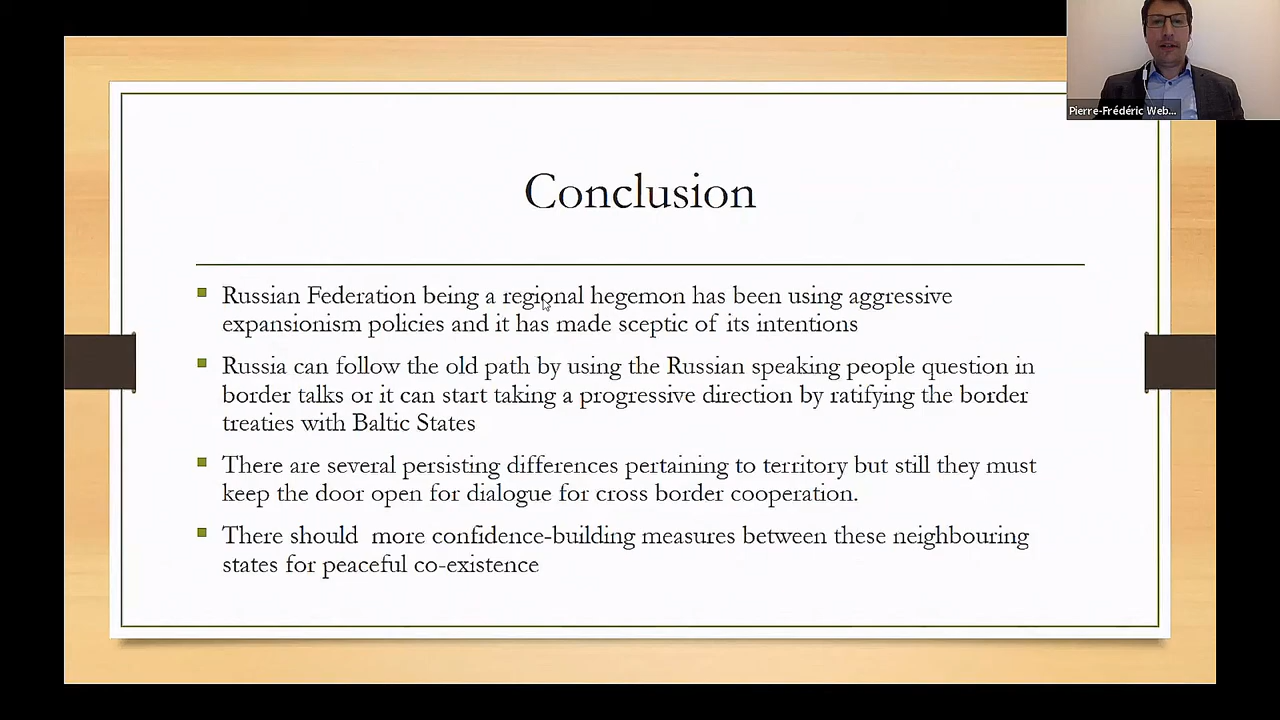 Pierre-Frédéric Web...
Conclusion
Russian Federation being a regional hegemon has been using aggressive
expansionism policies and it has made sceptic of its intentions
Russia can follow the old path by using the Russian speaking people question in
border talks or it can start taking a progressive direction by ratifying the border
treaties with Baltic States
There are several persisting differences pertaining to territory but still they must
keep the door open for dialogue for cross border cooperation.
There should  more confidence-building measures between these neighbouring
states for peaceful co-existence